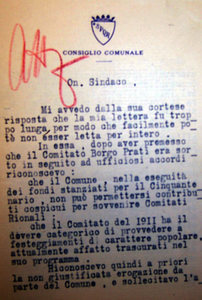 SPQR
CONSIGLIO COMUNALE
On. Sindaco,
Mi avvedo dalla sua cortese
risposta che la mia lettera fu trop
po lunga, per modo che facilmente po
tè non esser letta per intero.
In essa, dopo aver premesso
che il Comitato Borgo Prati era sor
to in seguito ad ufficiosi accordi
riconoscevo:
che il Comune, nella esiguità
dei fondi stanziati per il Cinquante
nario, non può permettersi contribu
ti cospicui per sovvenire Comitati
Rionali;
che il Comitato del 1911 ha il
dovere categorico di provvedere a
festeggiamenti di carattere popolare,
attualmente affatto trascurati nel
suo programma.
Riconoscevo quindi a priori
la non giustificata erogazione da
parte del Comune, e sollecitavo l'a